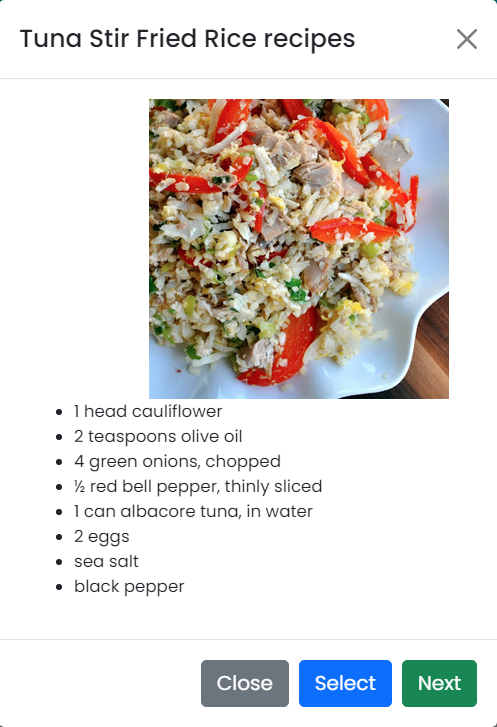 Tuna Stir Fried Rice recipes
1 head cauliflower
2 teaspoons olive oil
4 green onions, chopped
½ red bell pepper, thinly sliced
1 can albacore tuna, in water
2 eggs
sea salt
black pepper
Close Select Next